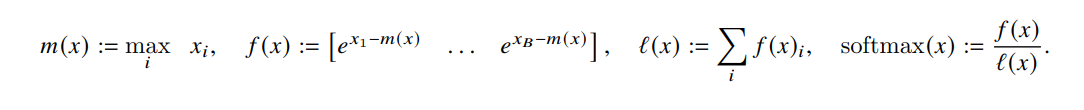 m(x) := max_i x_i, f(x) := [e^{x_1−m(x)} ... e^{x_B−m(x)}], ℓ(x) := ∑_i f(x)_i, softmax(x) := f(x)/ℓ(x).